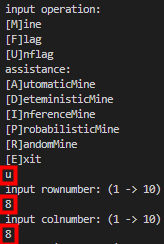 input operation:
[M]ine
[F]lag
[U]nflag
assistance:
[A]utomaticMine
[D]eteministicMine
[I]nferenceMine
[P]robabilisticMine
[R]andomMine
[E]xit
u
input rownumber: (1 -> 10)
8
input colnumber: (1 -> 10)
8